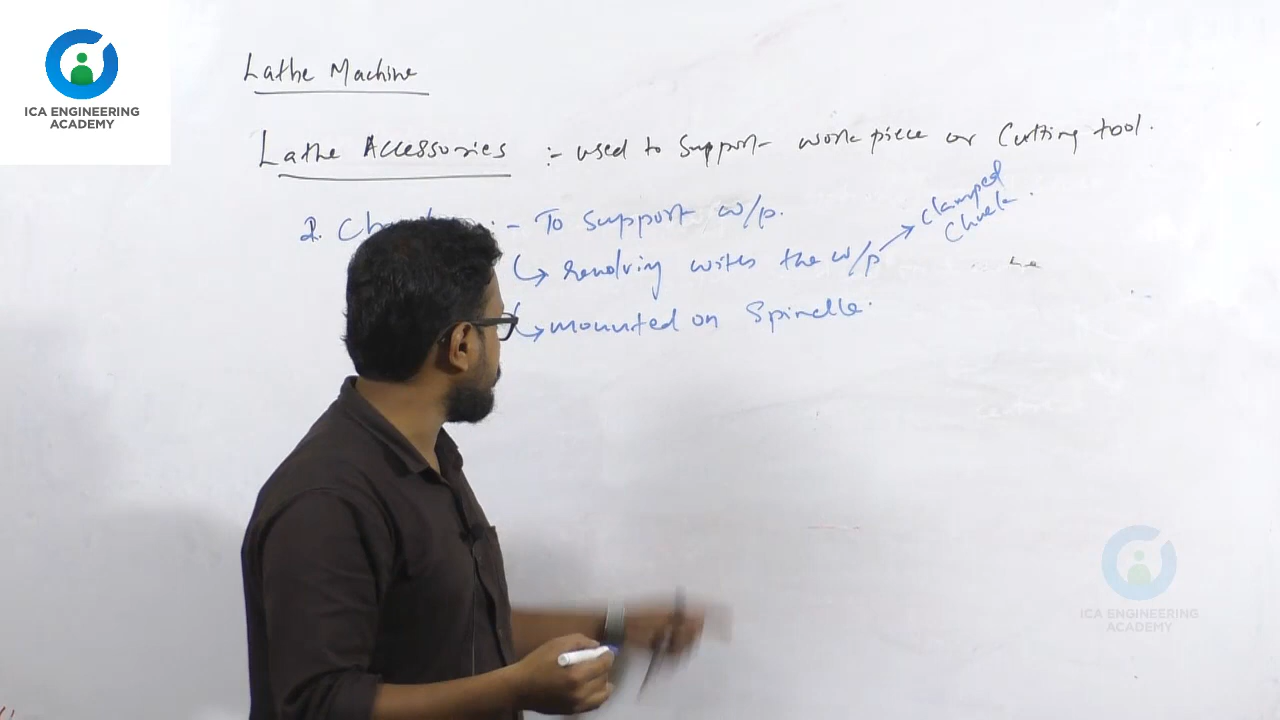 ICA ENGINEERING
ACADEMY
Lathe Machine
Lathe Accessories :- used to support work piece or Cutting tool.
2. :- To support w/p.
↳ revolving with the w/p → clamped
Chuck.
↳ mounted on Spindle.
ICA ENGINEERING
ACADEMY